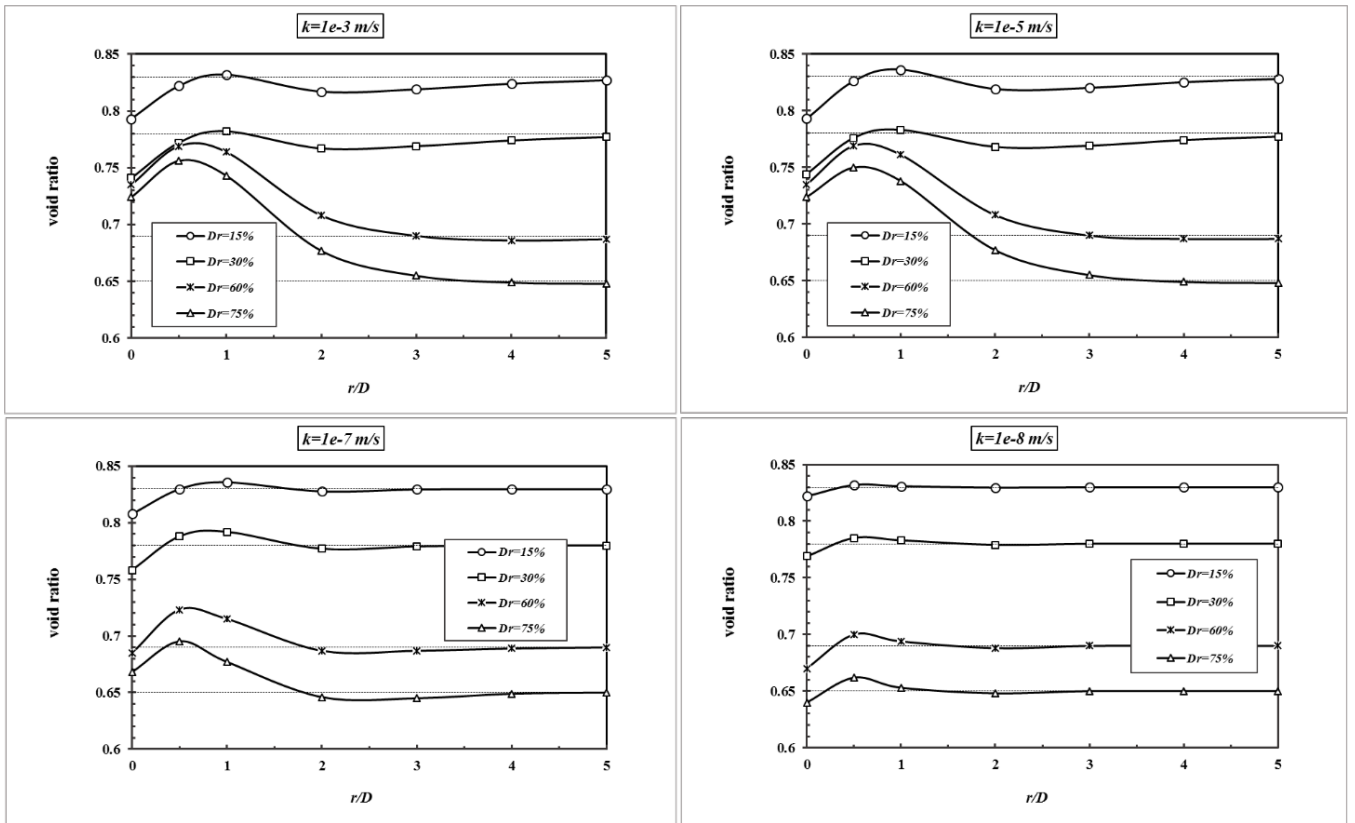 k=1e-3 m/s
0.85
0.8
0.75
0.7
0.65
0.6
void ratio
Dr=15%
Dr=30%
Dr=60%
Dr=75%
0 1 2 3 4 5
r/D
k=1e-5 m/s
0.85
0.8
0.75
0.7
0.65
0.6
void ratio
Dr=15%
Dr=30%
Dr=60%
Dr=75%
0 1 2 3 4 5
r/D
k=1e-7 m/s
0.85
0.8
0.75
0.7
0.65
0.6
void ratio
Dr=15%
Dr=30%
Dr=60%
Dr=75%
0 1 2 3 4 5
r/D
k=1e-8 m/s
0.85
0.8
0.75
0.7
0.65
0.6
void ratio
Dr=15%
Dr=30%
Dr=60%
Dr=75%
0 1 2 3 4 5
r/D